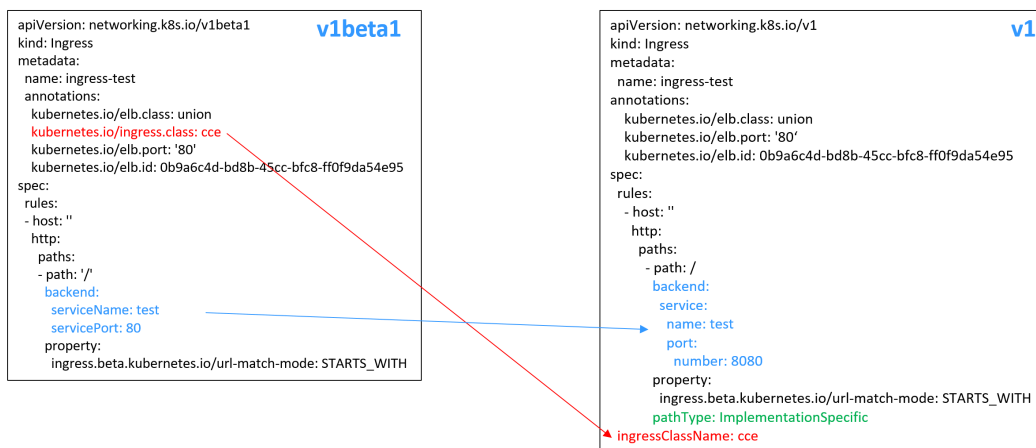 v1beta1
apiVersion: networking.k8s.io/v1beta1
kind: Ingress
metadata:
  name: ingress-test
  annotations:
    kubernetes.io/elb.class: union
    kubernetes.io/ingress.class: cce
    kubernetes.io/elb.port: '80'
    kubernetes.io/elb.id: 0b9a6c4d-bd8b-45cc-bfc8-ff0f9da54e95
spec:
  rules:
  - host: ''
    http:
      paths:
      - path: '/'
        backend:
          serviceName: test
          servicePort: 80
        property:
          ingress.beta.kubernetes.io/url-match-mode: STARTS_WITH
v1
apiVersion: networking.k8s.io/v1
kind: Ingress
metadata:
  name: ingress-test
annotations:
    kubernetes.io/elb.class: union
    kubernetes.io/elb.port: '80‘
    kubernetes.io/elb.id: 0b9a6c4d-bd8b-45cc-bfc8-ff0f9da54e95
spec:
  rules:
    - host: ''
      http:
        paths:
          - path: /
            backend:
              service:
                name: test
                port:
                  number: 8080
            property:
              ingress.beta.kubernetes.io/url-match-mode: STARTS_WITH
            pathType: ImplementationSpecific
  ingressClassName: cce